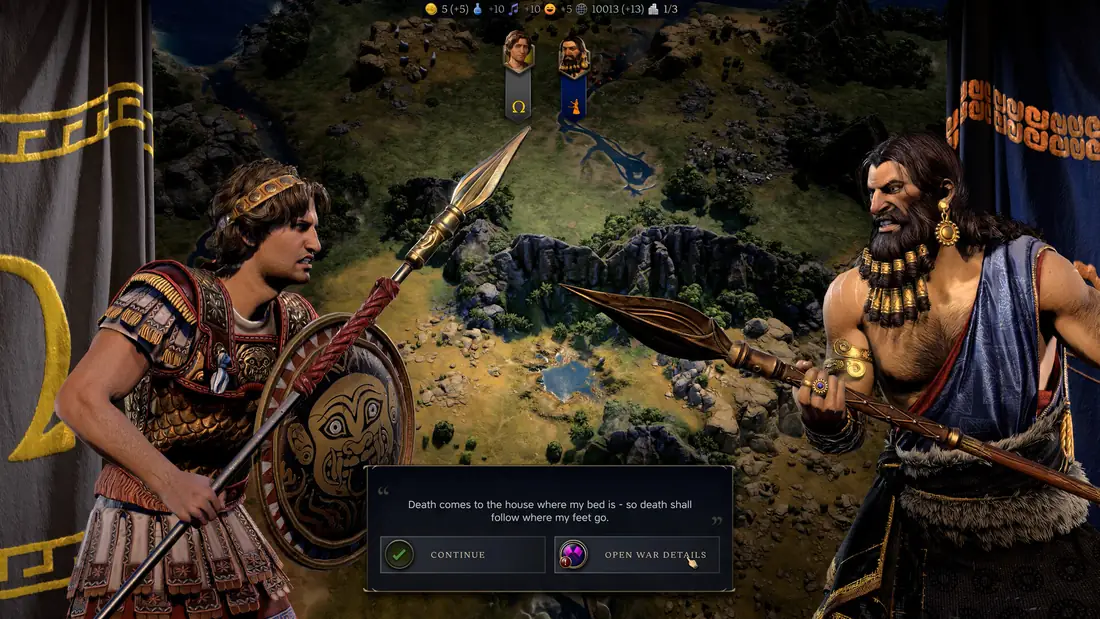 5 (+5) +10 +10 +5 10013 (+13) 1/3
Ω
“
Death comes to the house where my bed is - so death shall
follow where my feet go.
”
CONTINUE
1 OPEN WAR DETAILS